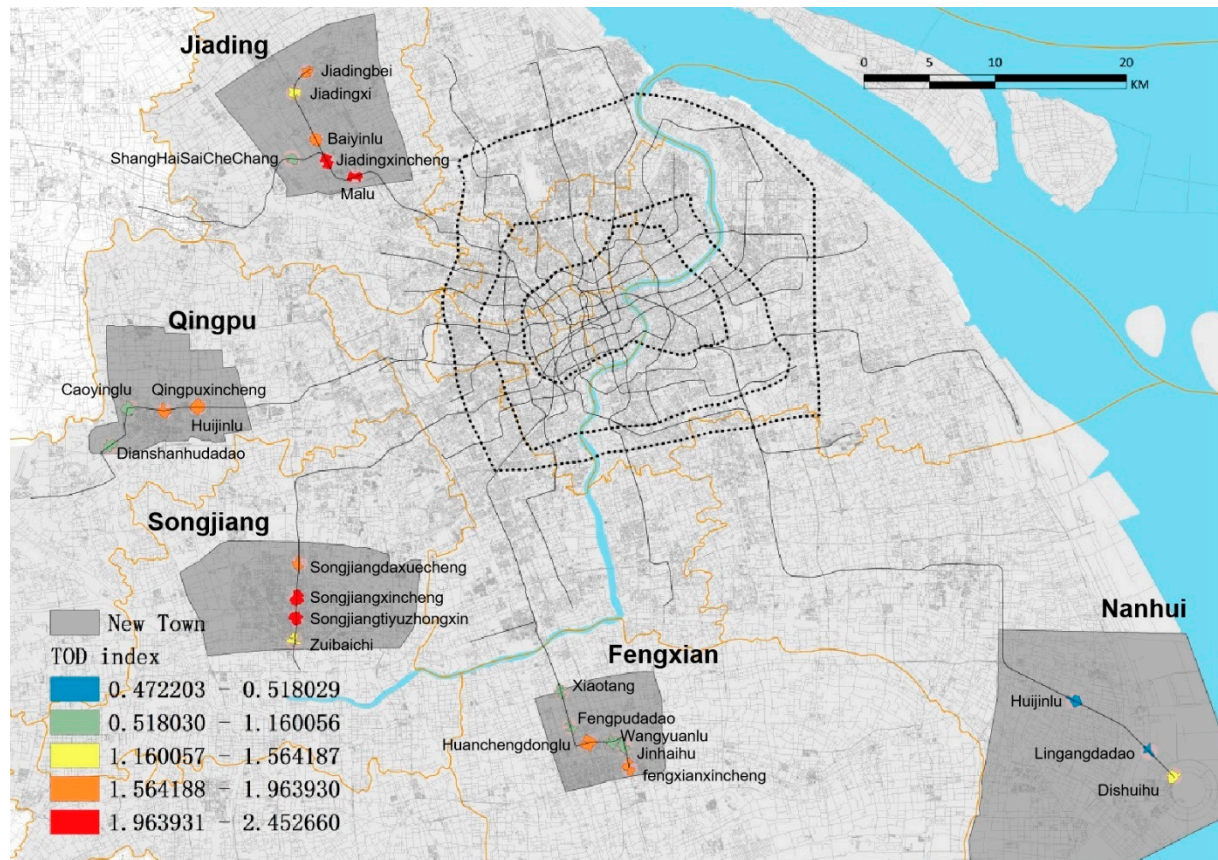 Jiading
Jiadingbei
Jiadingxi
Baiyinlu
ShangHaiSaiCheChang
Jiadingxincheng
Malu
0 5 10 20
KM
Qingpu
Caoyinglu
Qingpuxincheng
Huijinlu
Dianshanhudadao
Songjiang
Songjiangdaxuecheng
Songjiangxincheng
Songjiangtiyuzhongxin
Zuibaichi
Fengxian
Xiaotang
Fengpudadao
Wangyuanlu
Huanchengdonglu
Jinhaihu
fengxianxincheng
Nanhui
Huijinlu
Lingangdadao
Dishuihu
New Town
TOD index
0.472203 - 0.518029
0.518030 - 1.160056
1.160057 - 1.564187
1.564188 - 1.963930
1.963931 - 2.452660